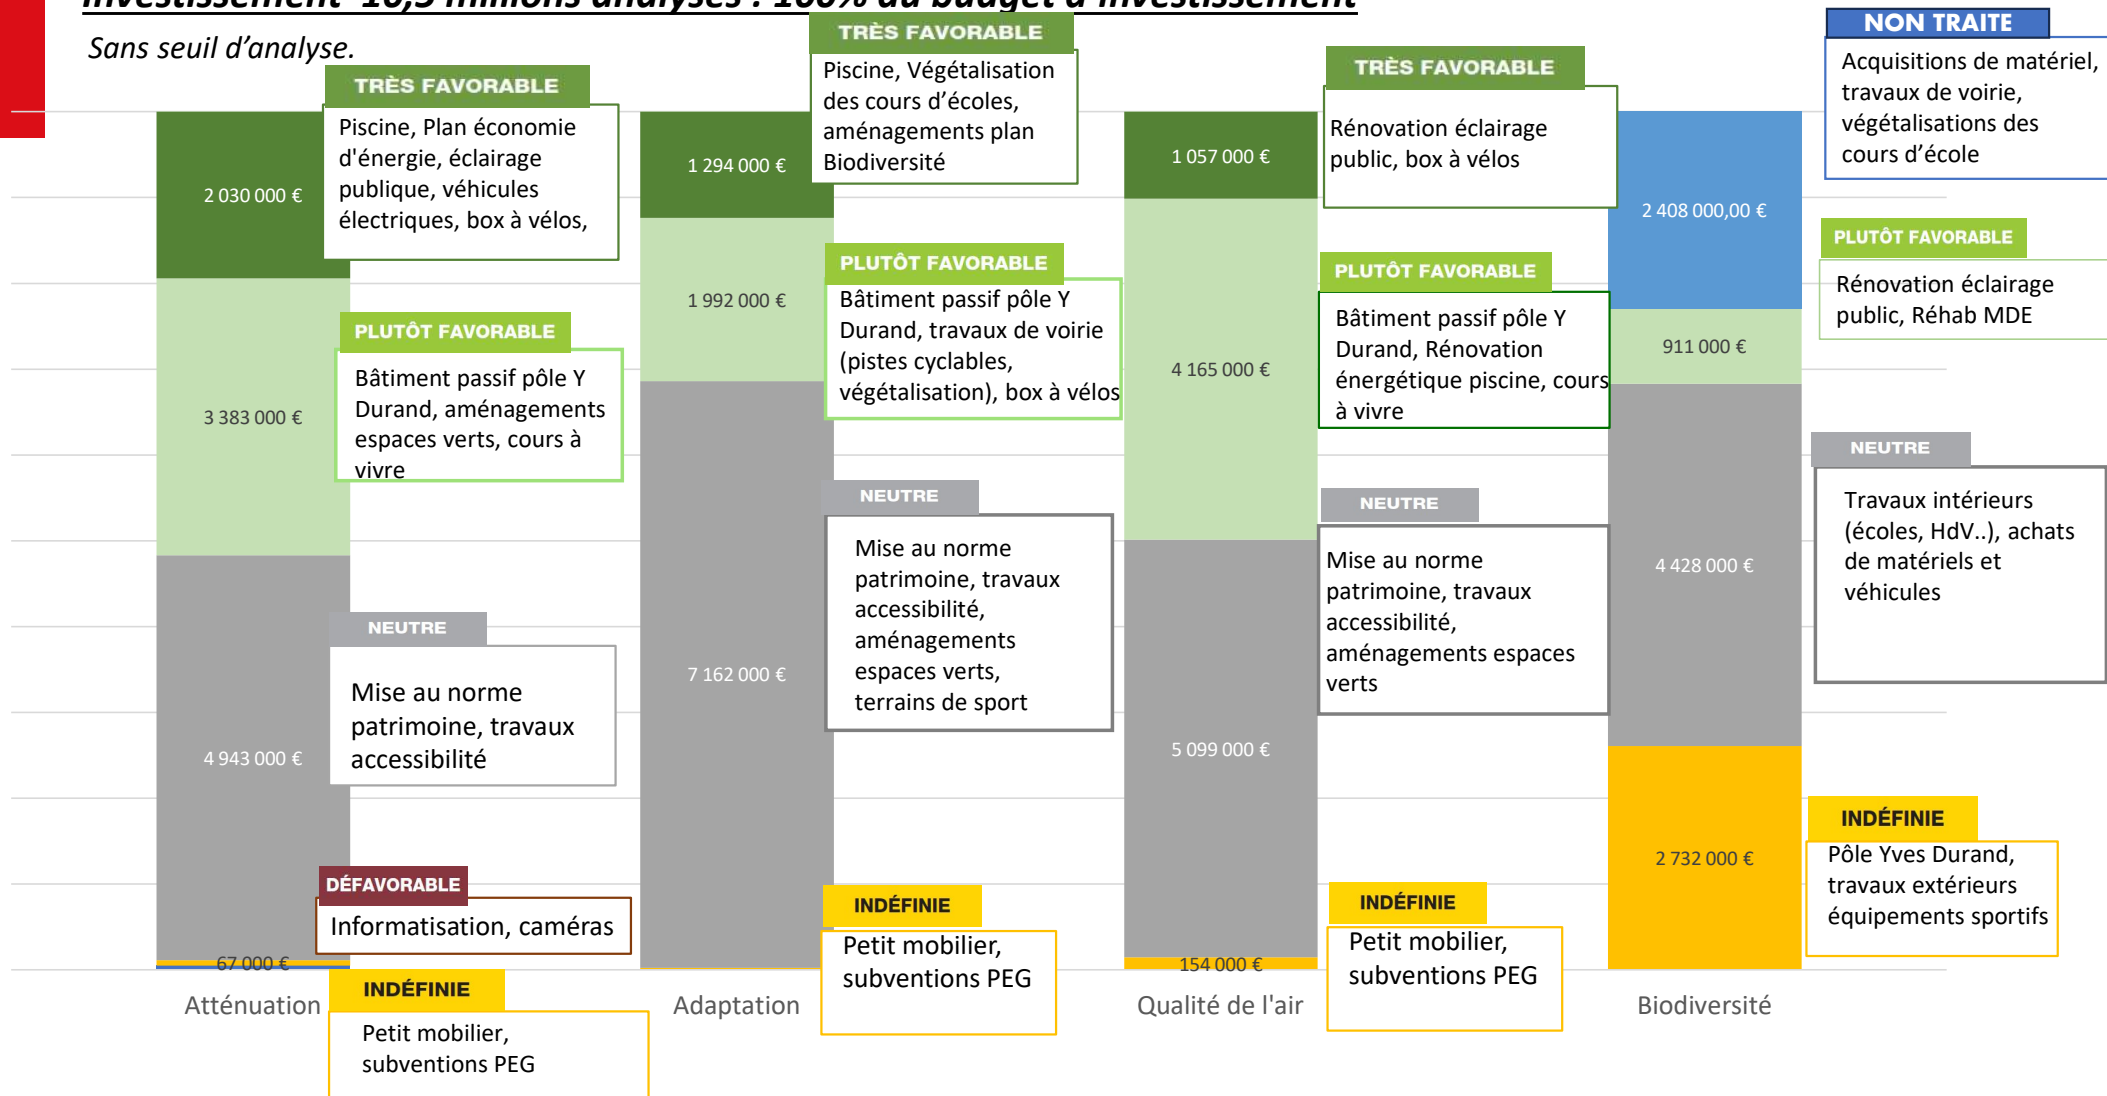 Investissement 10,5 millions analysés : 100% du budget d'investissement
Sans seuil d’analyse.
TRÈS FAVORABLE
Piscine, Plan économie
d'énergie, éclairage
publique, véhicules
électriques, box à vélos,
PLUTÔT FAVORABLE
Bâtiment passif pôle Y
Durand, aménagements
espaces verts, cours à
vivre
NEUTRE
Mise au norme
patrimoine, travaux
accessibilité
DÉFAVORABLE
Informatisation, caméras
INDÉFINIE
Petit mobilier,
subventions PEG
2 030 000 €
3 383 000 €
4 943 000 €
67 000 €
Atténuation
TRÈS FAVORABLE
Piscine, Végétalisation
des cours d’écoles,
aménagements plan
Biodiversité
PLUTÔT FAVORABLE
Bâtiment passif pôle Y
Durand, travaux de voirie
(pistes cyclables,
végétalisation), box à vélos
NEUTRE
Mise au norme
patrimoine, travaux
accessibilité,
aménagements
espaces verts,
terrains de sport
INDÉFINIE
Petit mobilier,
subventions PEG
1 294 000 €
1 992 000 €
7 162 000 €
Adaptation
TRÈS FAVORABLE
Rénovation éclairage
public, box à vélos
PLUTÔT FAVORABLE
Bâtiment passif pôle Y
Durand, Rénovation
énergétique piscine, cours
à vivre
NEUTRE
Mise au norme
patrimoine, travaux
accessibilité,
aménagements espaces
verts
INDÉFINIE
Petit mobilier,
subventions PEG
1 057 000 €
4 165 000 €
5 099 000 €
154 000 €
Qualité de l'air
NON TRAITE
Acquisitions de matériel,
travaux de voirie,
végétalisations des
cours d’école
PLUTÔT FAVORABLE
Rénovation éclairage
public, Réhab MDE
NEUTRE
Travaux intérieurs
(écoles, HdV..), achats
de matériels et
véhicules
INDÉFINIE
Pôle Yves Durand,
travaux extérieurs
équipements sportifs
2 408 000,00 €
911 000 €
4 428 000 €
2 732 000 €
Biodiversité